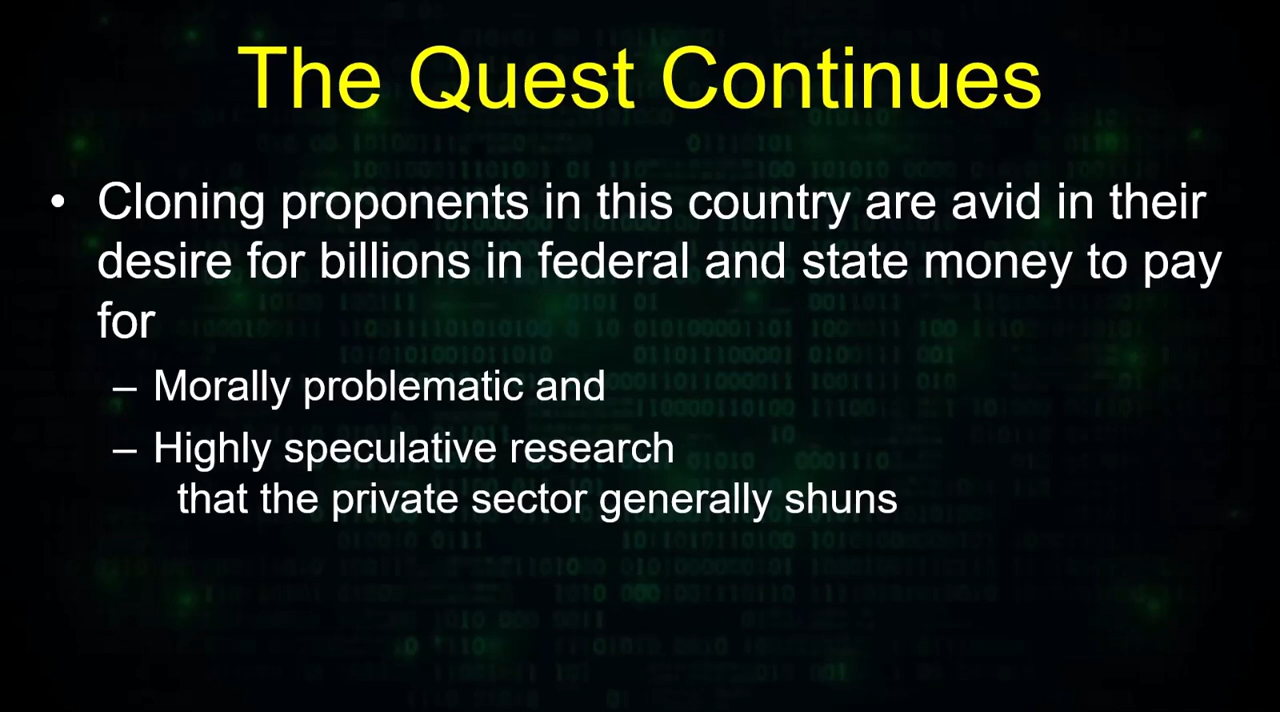 The Quest Continues
• Cloning proponents in this country are avid in their
desire for billions in federal and state money to pay
for
– Morally problematic and
– Highly speculative research
that the private sector generally shuns